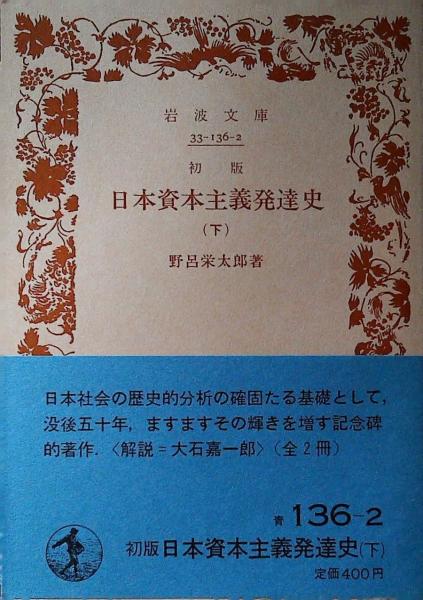 岩波文庫
33-136-2
初版
日本資本主義発達史
(下)
野呂栄太郎著
日本社会の歴史的分析の確固たる基礎として,
没後五十年, ますますその輝きを増す記念碑
的著作. 〈解説=大石嘉一郎〉(全2冊)
青 136-2
初版 日本資本主義発達史(下)
定価400円